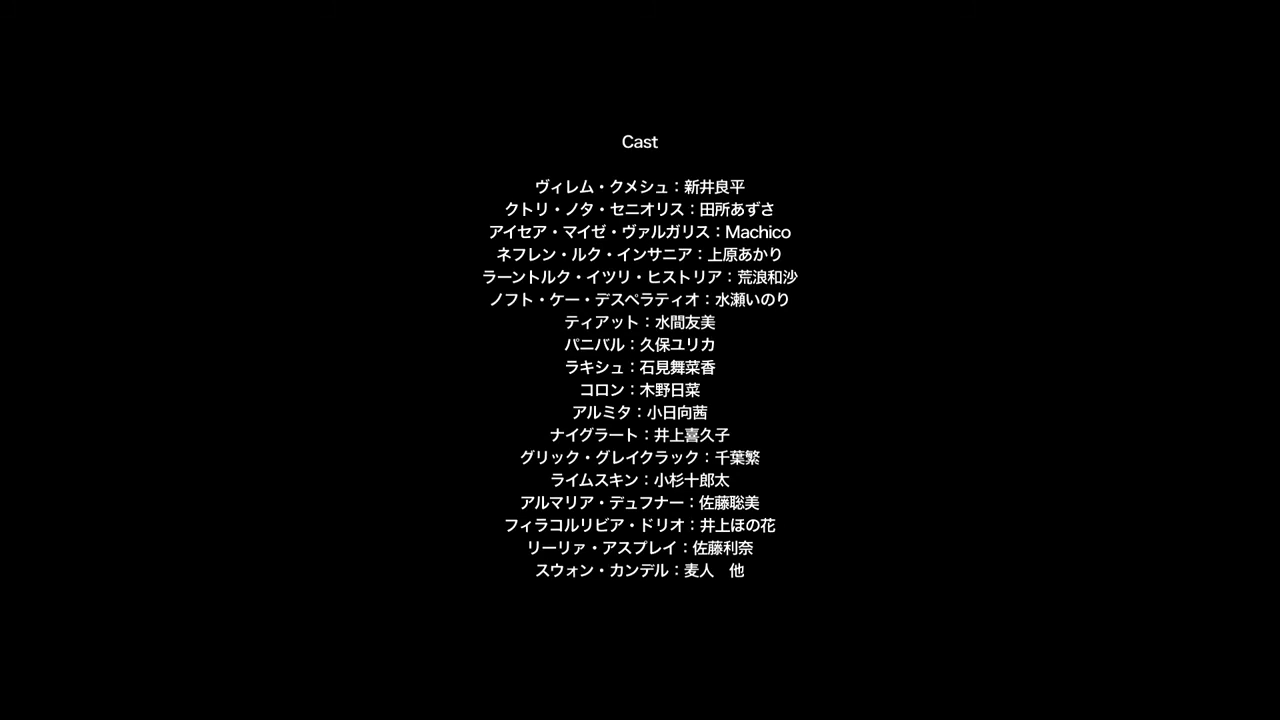 Cast
ヴィレム・クメシュ：新井良平
クトリ・ノタ・セニオリス：田所あずさ
アイセア・マイゼ・ヴァルガリス：Machico
ネフレン・ルク・インサニア：上原あかり
ラーントルク・イツリ・ヒストリア：荒浪和沙
ノフト・ケー・デスペラティオ：水瀬いのり
ティアット：水間友美
パニバル：久保ユリカ
ラキシュ：石見舞菜香
コロン：木野日菜
アルミタ：小日向茜
ナイグラート：井上喜久子
グリック・グレイクラック：千葉繁
ライムスキン：小杉十郎太
アルマリア・デュフナー：佐藤聡美
フィラコルリビア・ドリオ：井上ほの花
リーリァ・アスプレイ：佐藤利奈
スウォン・カンデル：麦人　他